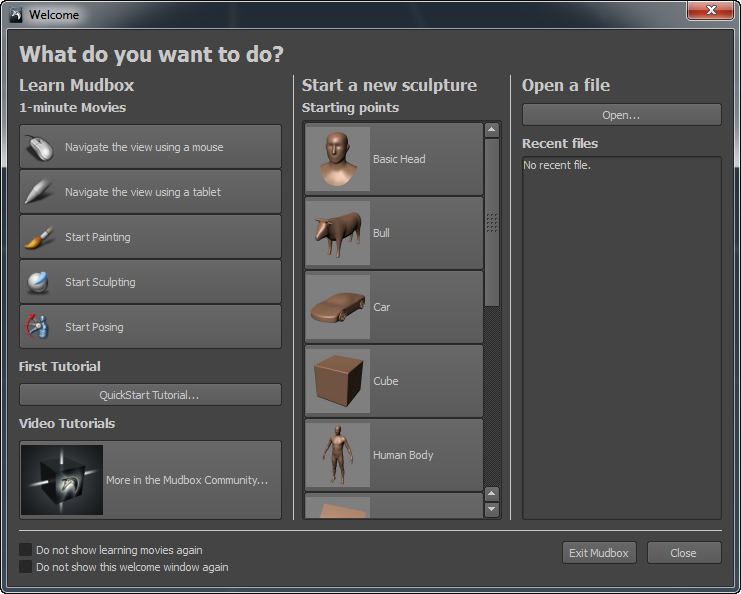 Welcome
What do you want to do?
Learn Mudbox
1-minute Movies
Navigate the view using a mouse
Navigate the view using a tablet
Start Painting
Start Sculpting
Start Posing
First Tutorial
QuickStart Tutorial...
Video Tutorials
More in the Mudbox Community...
Start a new sculpture
Starting points
Basic Head
Bull
Car
Cube
Human Body
Open a file
Open...
Recent files
No recent file.
Do not show learning movies again
Do not show this welcome window again
Exit Mudbox
Close